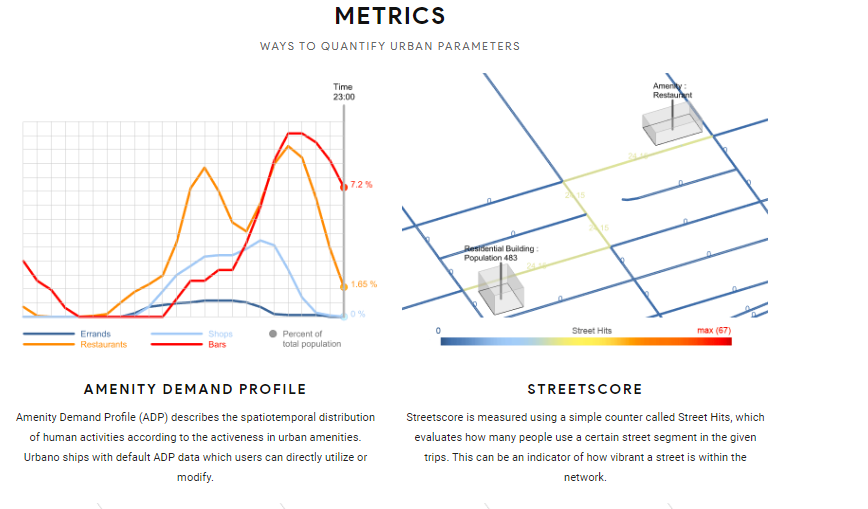 METRICS
WAYS TO QUANTIFY URBAN PARAMETERS
Time
23:00
7.2 %
1.65 %
0 %
Errands
Shops
Restaurants
Bars
Percent of
total population
Amenity :
Restaurant
Residential Building :
Population 483
24.15
24.15
0
0
0
0
0
0
0
0
0
0
Street Hits
max (67)
AMENITY DEMAND PROFILE
Amenity Demand Profile (ADP) describes the spatiotemporal distribution
of human activities according to the activeness in urban amenities.
Urbano ships with default ADP data which users can directly utilize or
modify.
STREETSCORE
Streetscore is measured using a simple counter called Street Hits, which
evaluates how many people use a certain street segment in the given
trips. This can be an indicator of how vibrant a street is within the
network.